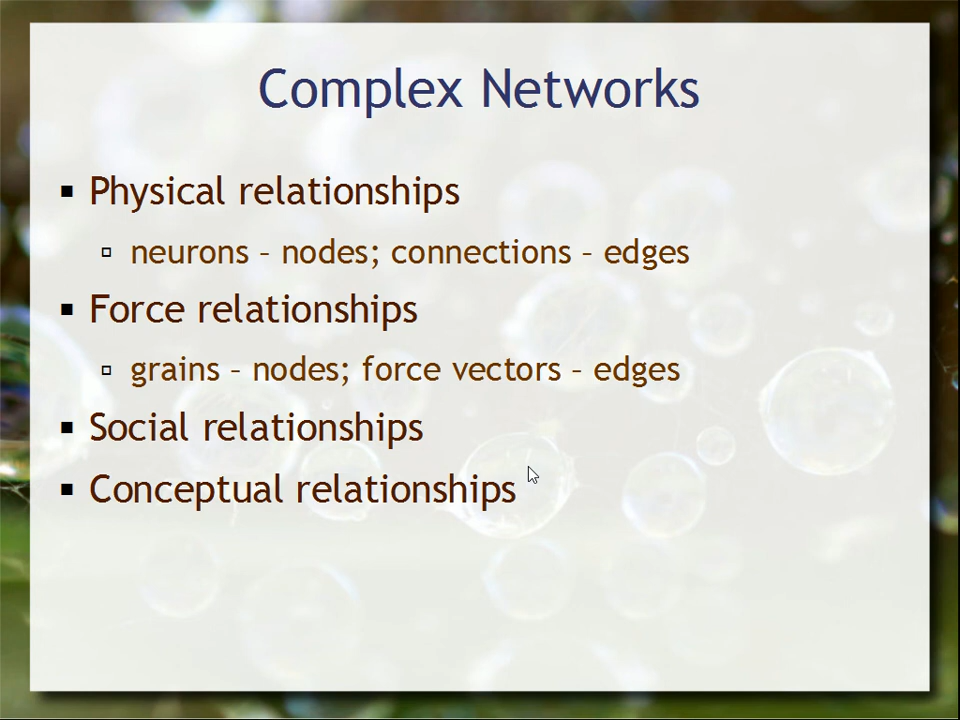 Complex Networks
Physical relationships
neurons – nodes; connections – edges
Force relationships
grains – nodes; force vectors – edges
Social relationships
Conceptual relationships